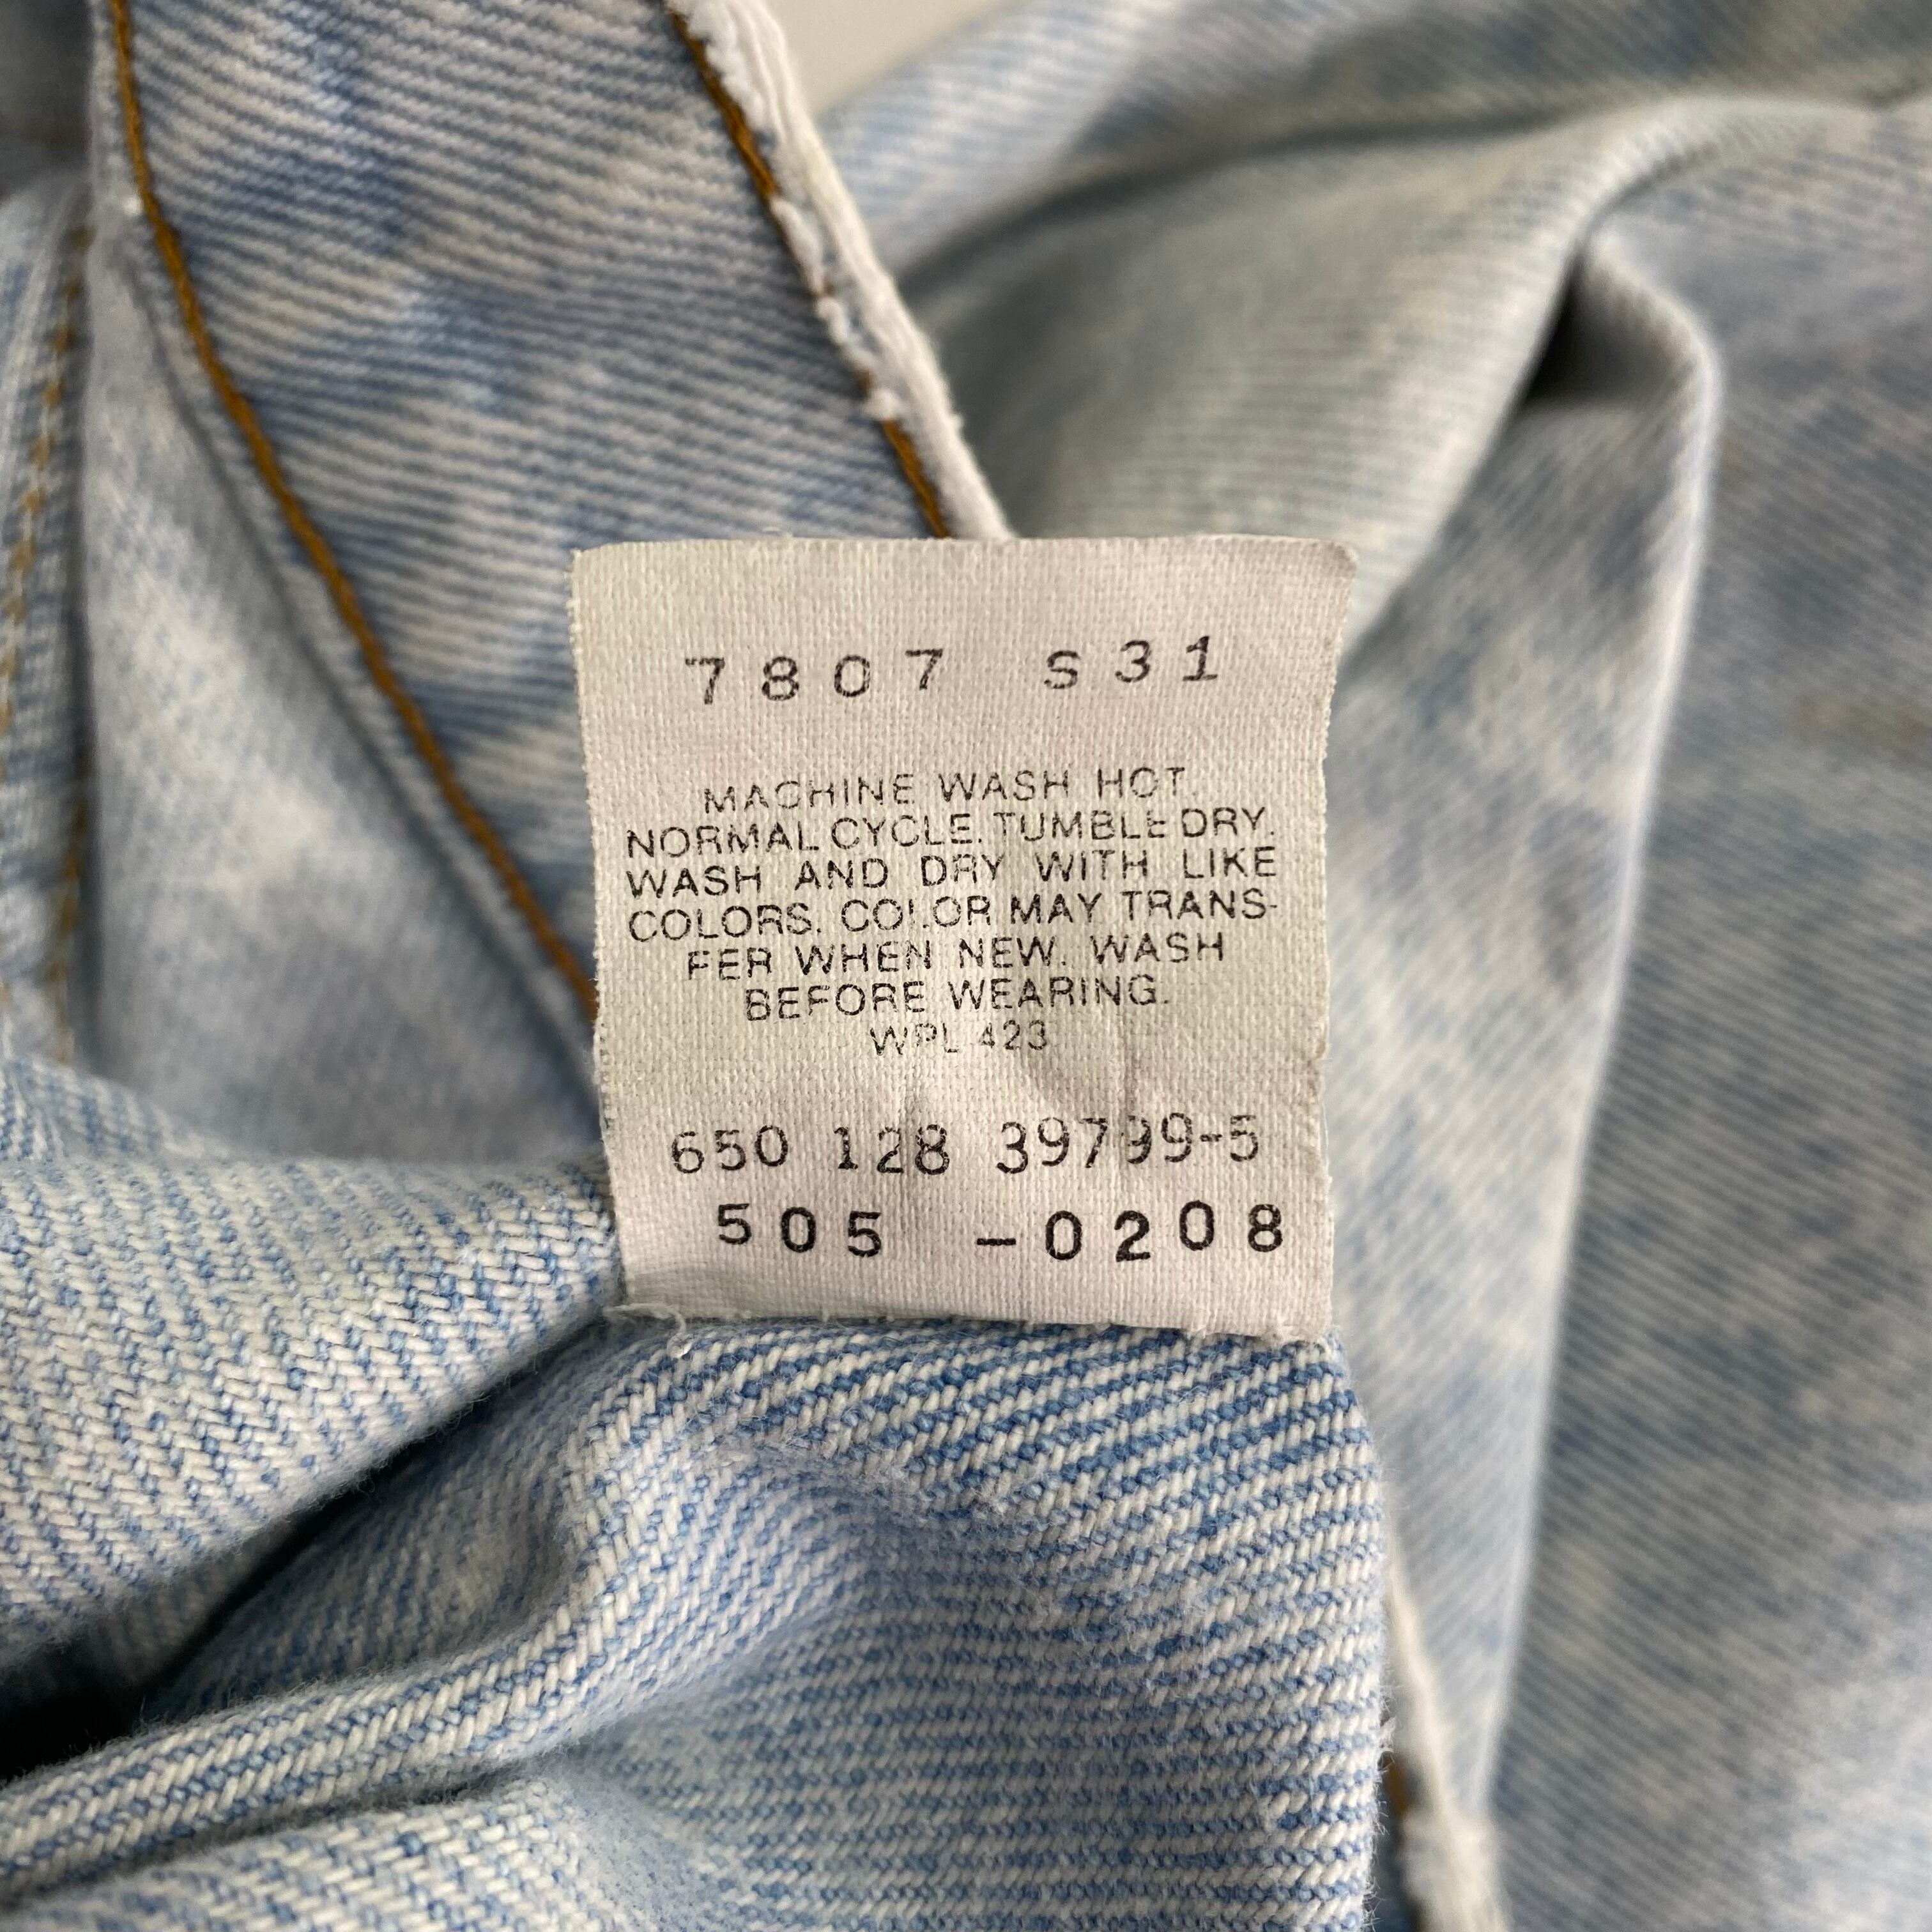 7807 S31
MACHINE WASH HOT.
NORMAL CYCLE. TUMBLE DRY.
WASH AND DRY WITH LIKE
COLORS. COLOR MAY TRANS-
FER WHEN NEW. WASH
BEFORE WEARING.
WPL 423
650 128 39799-5
505 -0208